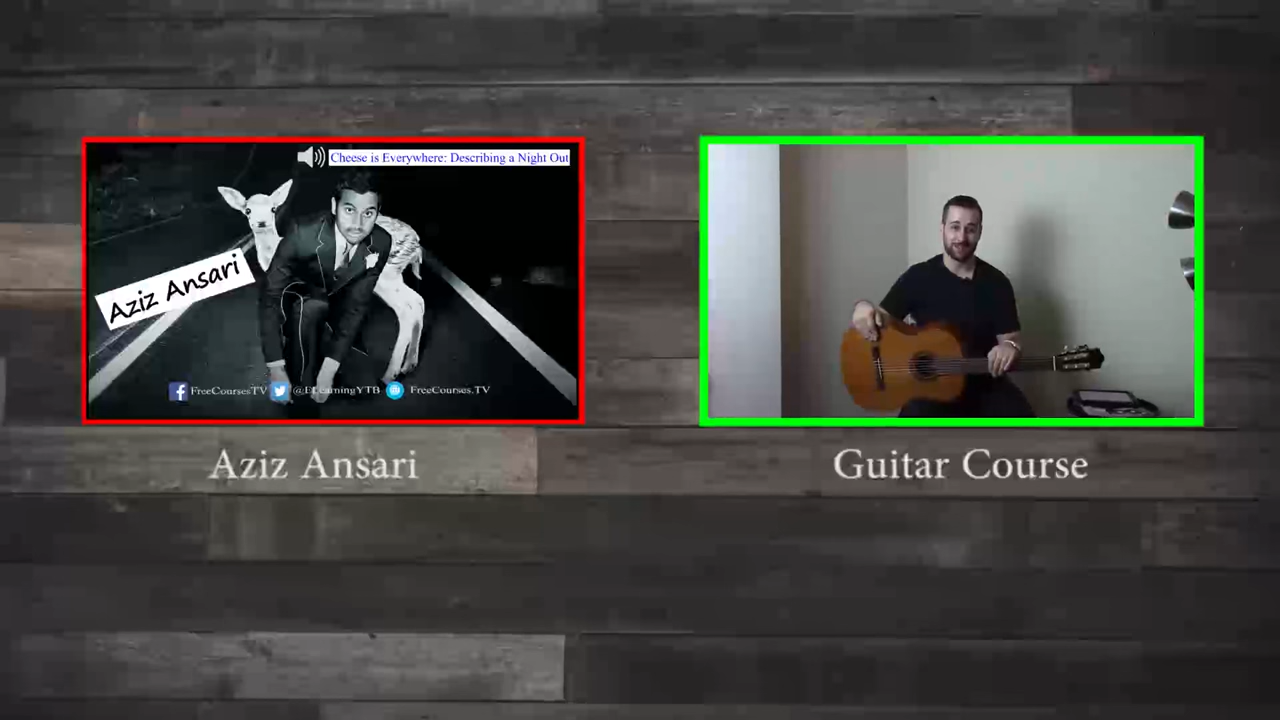 Cheese is Everywhere: Describing a Night Out
Aziz Ansari
FreeCoursesTV @ELearningYTB FreeCourses.TV
Aziz Ansari
Guitar Course